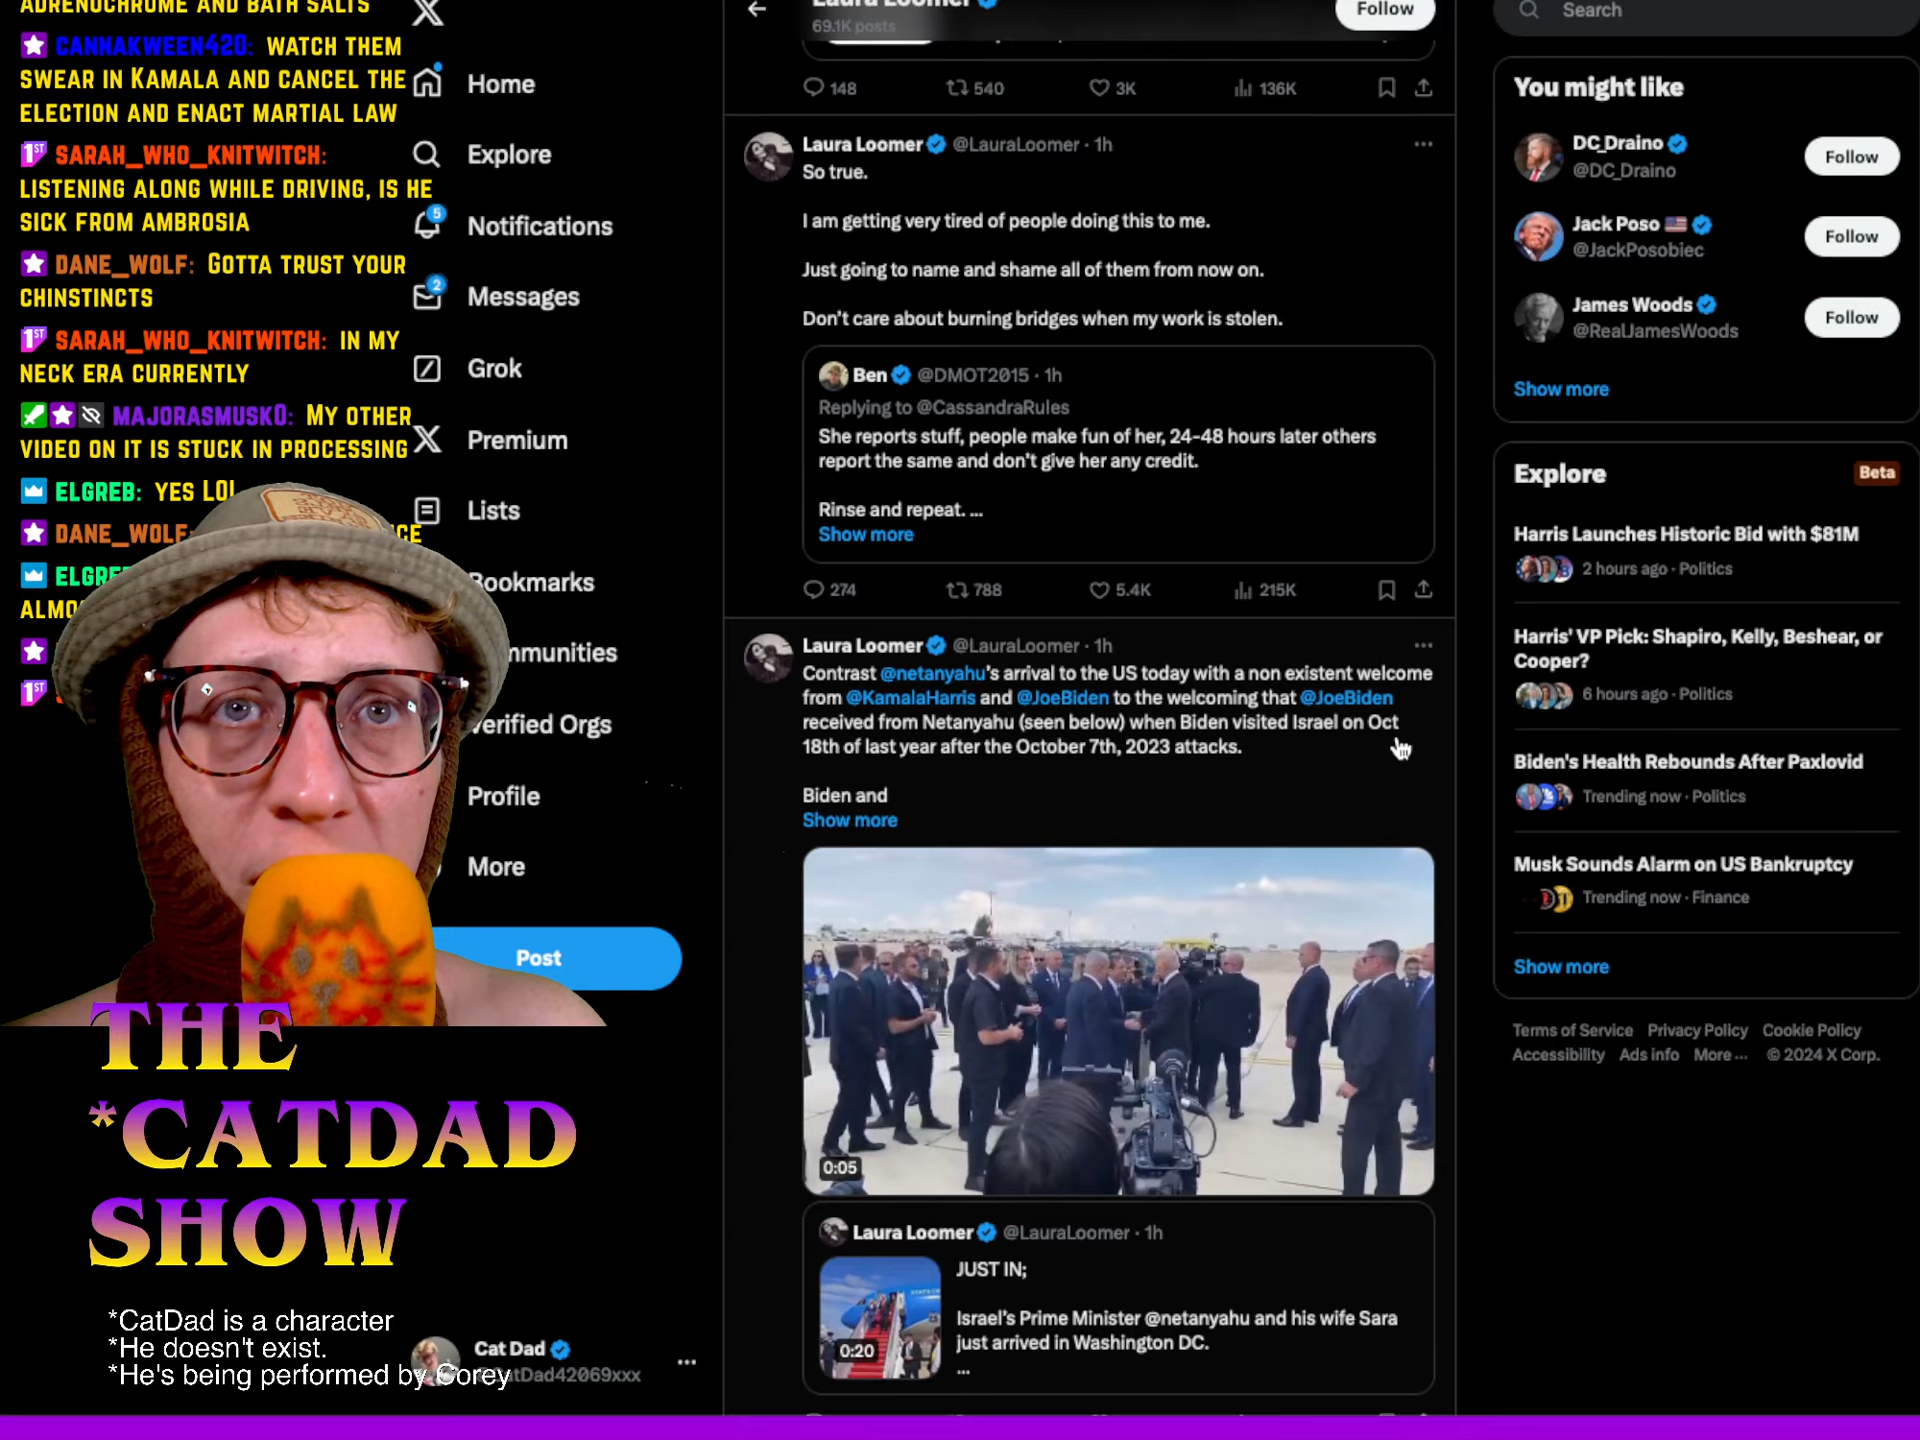 ADRENOCHROME AND BATH SALTS
CANNAKWEEN420: WATCH THEM
SWEAR IN KAMALA AND CANCEL THE
ELECTION AND ENACT MARTIAL LAW
SARAH_WHO_KNITWITCH:
LISTENING ALONG WHILE DRIVING, IS HE
SICK FROM AMBROSIA
DANE_WOLF: GOTTA TRUST YOUR
CHINSTINCTS
SARAH_WHO_KNITWITCH: IN MY
NECK ERA CURRENTLY
MAJORASMUSK0: MY OTHER
VIDEO ON IT IS STUCK IN PROCESSING
ELGREB: YES LOL
DANE_WOLF:
THE
*CATDAD
SHOW
*CatDad is a character
*He doesn't exist.
*He's being performed by Corey
Home
Explore
5
Notifications
2
Messages
Grok
Premium
Lists
Bookmarks
Verified Orgs
Profile
More
Post
Cat Dad
Laura Loomer
69.1K posts
Follow
148 540 3K 136K
Laura Loomer @LauraLoomer · 1h
So true.
I am getting very tired of people doing this to me.
Just going to name and shame all of them from now on.
Don't care about burning bridges when my work is stolen.
Ben @DMOT2015 · 1h
Replying to @CassandraRules
She reports stuff, people make fun of her, 24-48 hours later others
report the same and don't give her any credit.
Rinse and repeat. ...
Show more
274 788 5.4K 215K
Laura Loomer @LauraLoomer · 1h
Contrast @netanyahu's arrival to the US today with a non existent welcome
from @KamalaHarris and @JoeBiden to the welcoming that @JoeBiden
received from Netanyahu (seen below) when Biden visited Israel on Oct
18th of last year after the October 7th, 2023 attacks.
Biden and
Show more
0:05
Laura Loomer @LauraLoomer · 1h
JUST IN;
Israel's Prime Minister @netanyahu and his wife Sara
just arrived in Washington DC.
...
0:20
Search
You might like
DC_Draino
@DC_Draino
Follow
Jack Poso
@JackPosobiec
Follow
James Woods
@RealJamesWoods
Follow
Show more
Explore
Beta
Harris Launches Historic Bid with $81M
2 hours ago · Politics
Harris' VP Pick: Shapiro, Kelly, Beshear, or
Cooper?
6 hours ago · Politics
Biden's Health Rebounds After Paxlovid
Trending now · Politics
Musk Sounds Alarm on US Bankruptcy
Trending now · Finance
Show more
Terms of Service Privacy Policy Cookie Policy
Accessibility Ads info More ... © 2024 X Corp.